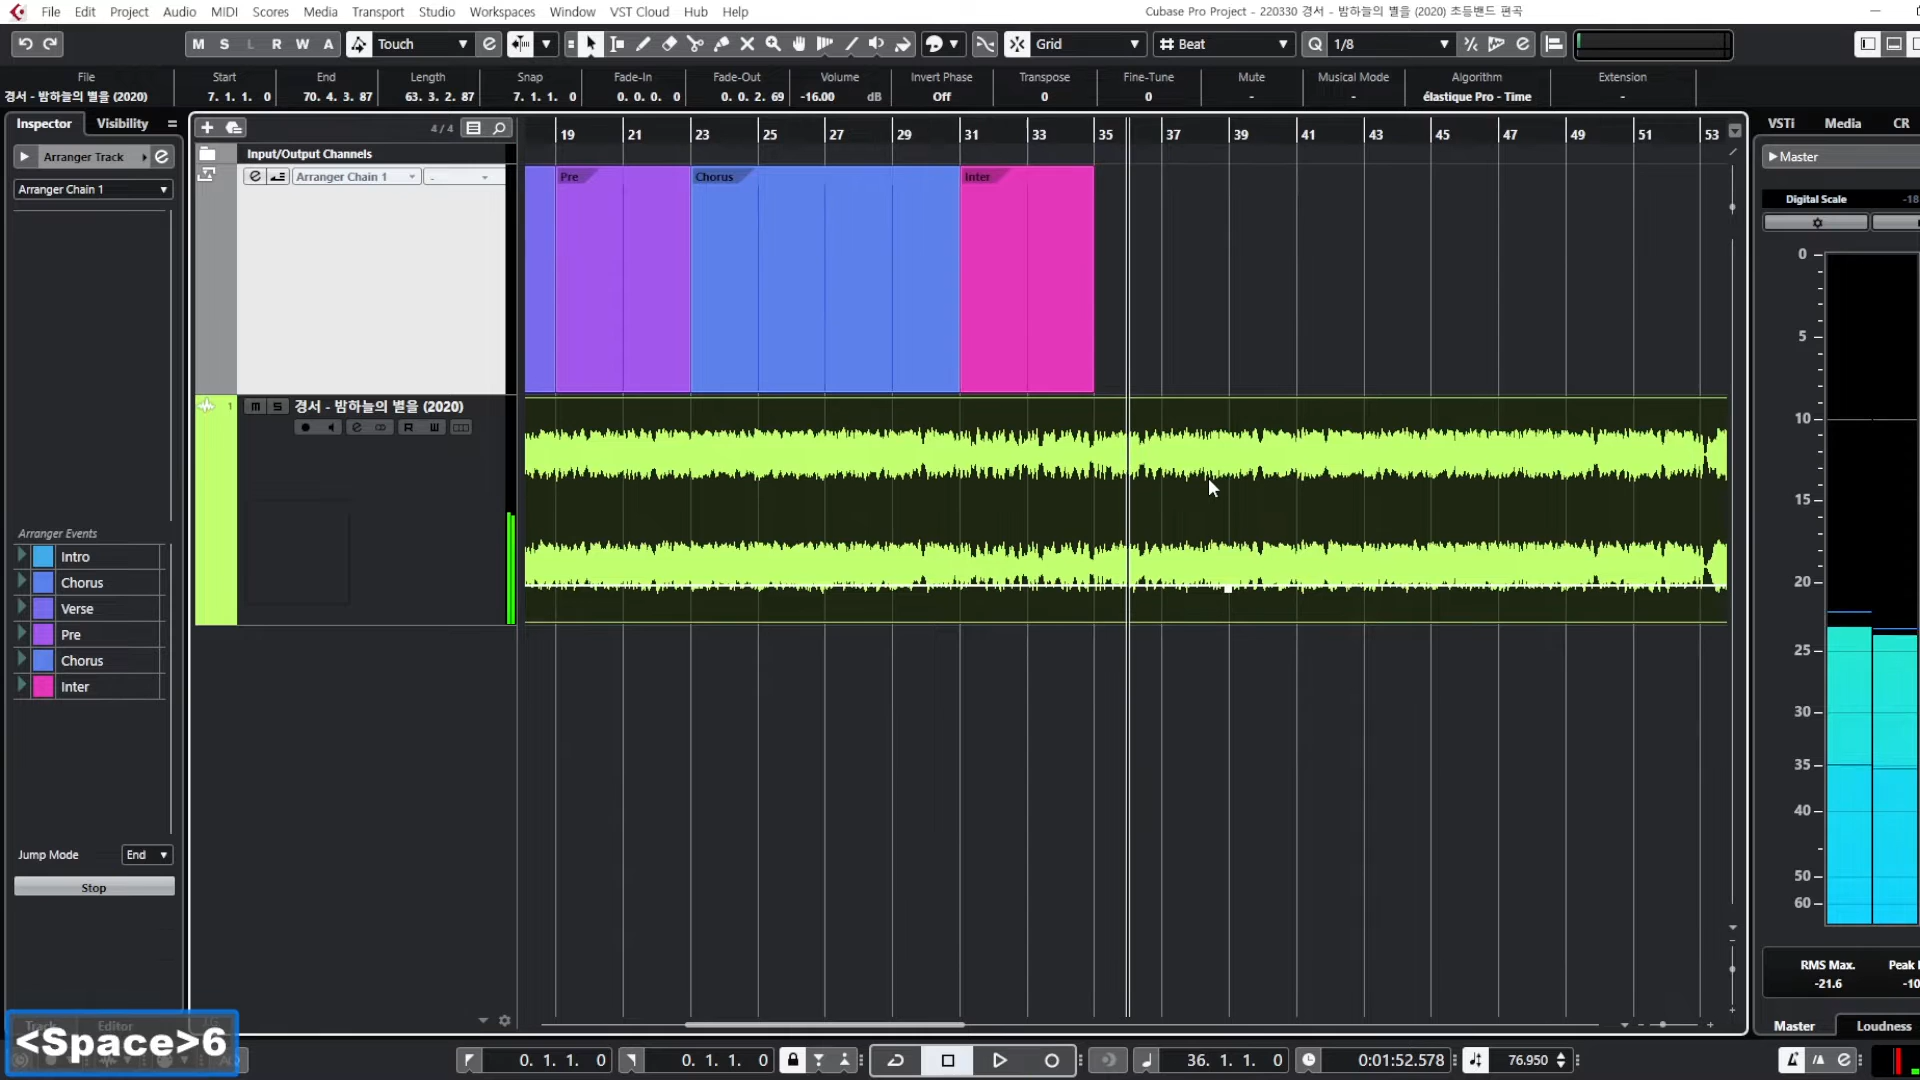 File Edit Project Audio MIDI Scores Media Transport Studio Workspaces Window VST Cloud Hub Help
Cubase Pro Project - 220330 경서 - 밤하늘의 별을 (2020) 초등밴드 편곡
M S L R W A Touch Grid Beat Q 1/8
File Start End Length Snap Fade-In Fade-Out Volume Invert Phase Transpose Fine-Tune Mute Musical Mode Algorithm Extension
경서 - 밤하늘의 별을 (2020) 7. 1. 1. 0 70. 4. 3. 87 63. 3. 2. 87 7. 1. 1. 0 0. 0. 0. 0 0. 0. 2. 69 -16.00 dB Off 0 0 - - élastique Pro - Time -
Inspector Visibility
4/4
19 21 23 25 27 29 31 33 35 37 39 41 43 45 47 49 51 53
VSTi Media CR
Arranger Track
Input/Output Channels
Master
Arranger Chain 1
Arranger Chain 1 -
Pre Chorus Inter
Digital Scale -18
0
5
10
15
20
25
30
35
40
50
60
1 m S 경서 - 밤하늘의 별을 (2020)
R W
Arranger Events
Intro
Chorus
Verse
Pre
Chorus
Inter
Jump Mode End
Stop
RMS Max. Peak
-21.6 -10
Track Editor
Master Loudness
<Space>6
0. 1. 1. 0 0. 1. 1. 0 36. 1. 1. 0 0:01:52.578 76.950